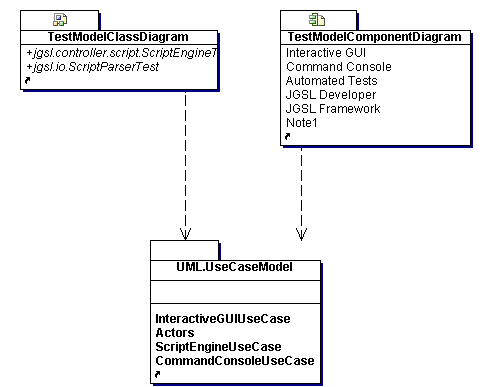 TestModelClassDiagram
+jgsl.controller.script.ScriptEngineT
+jgsl.io.ScriptParserTest
TestModelComponentDiagram
Interactive GUI
Command Console
Automated Tests
JGSL Developer
JGSL Framework
Note1
UML.UseCaseModel
InteractiveGUIUseCase
Actors
ScriptEngineUseCase
CommandConsoleUseCase